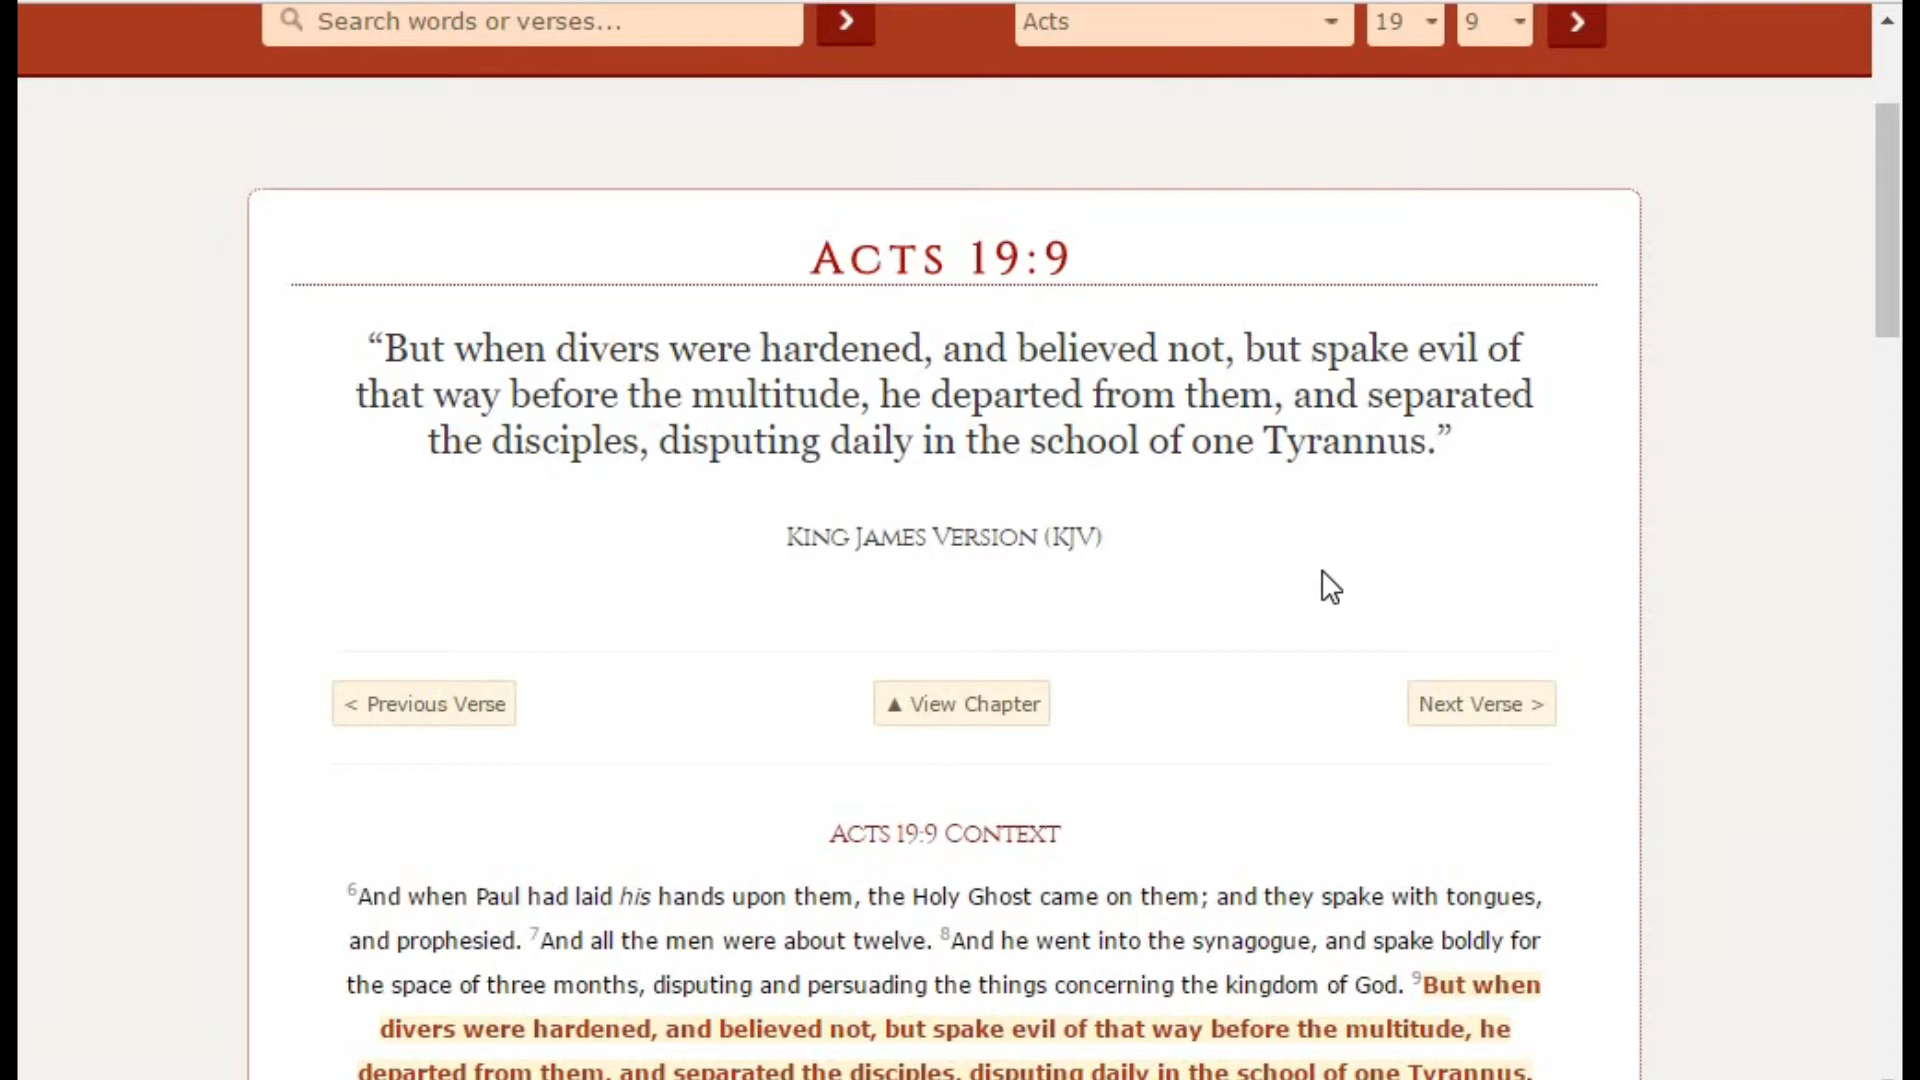 Search words or verses...
Acts
19
9
ACTS 19:9
“But when divers were hardened, and believed not, but spake evil of
that way before the multitude, he departed from them, and separated
the disciples, disputing daily in the school of one Tyrannus.”
KING JAMES VERSION (KJV)
< Previous Verse
▲ View Chapter
Next Verse >
ACTS 19:9 CONTEXT
6And when Paul had laid his hands upon them, the Holy Ghost came on them; and they spake with tongues,
and prophesied. 7And all the men were about twelve. 8And he went into the synagogue, and spake boldly for
the space of three months, disputing and persuading the things concerning the kingdom of God. 9But when
divers were hardened, and believed not, but spake evil of that way before the multitude, he
departed from them, and separated the disciples, disputing daily in the school of one Tyrannus.